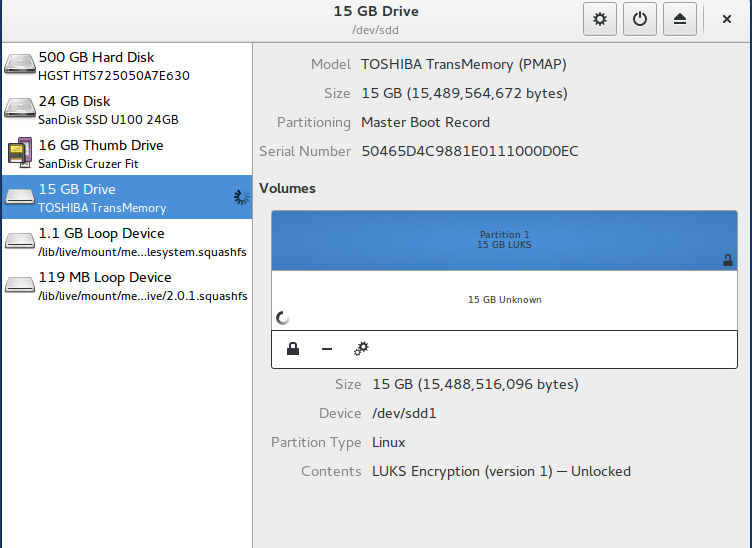 15 GB Drive
/dev/sdd
500 GB Hard Disk
HGST HTS725050A7E630
24 GB Disk
SanDisk SSD U100 24GB
16 GB Thumb Drive
SanDisk Cruzer Fit
15 GB Drive
TOSHIBA TransMemory
1.1 GB Loop Device
/lib/live/mount/me...lesystem.squashfs
119 MB Loop Device
/lib/live/mount/me...ive/2.0.1.squashfs
Model TOSHIBA TransMemory (PMAP)
Size 15 GB (15,489,564,672 bytes)
Partitioning Master Boot Record
Serial Number 50465D4C9881E0111000D0EC
Volumes
Partition 1
15 GB LUKS
15 GB Unknown
Size 15 GB (15,488,516,096 bytes)
Device /dev/sdd1
Partition Type Linux
Contents LUKS Encryption (version 1) — Unlocked